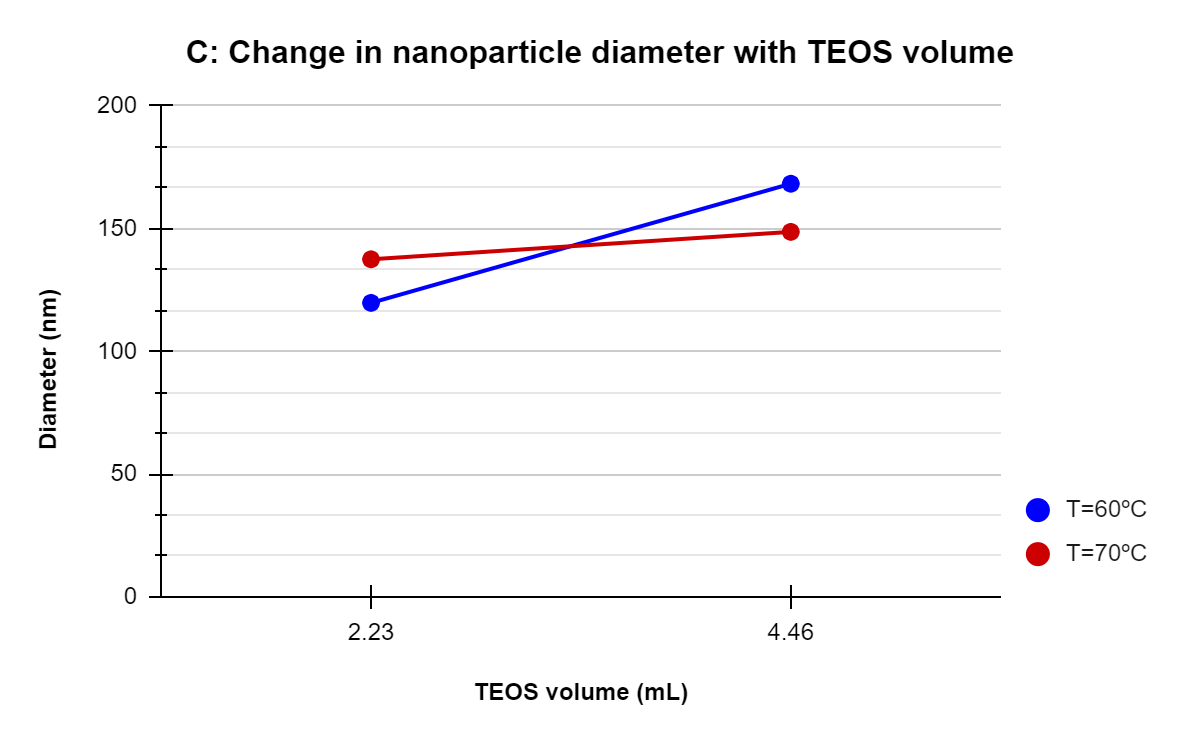 C: Change in nanoparticle diameter with TEOS volume
200
150
100
50
0
Diameter (nm)
2.23
4.46
TEOS volume (mL)
T=60ºC
T=70ºC